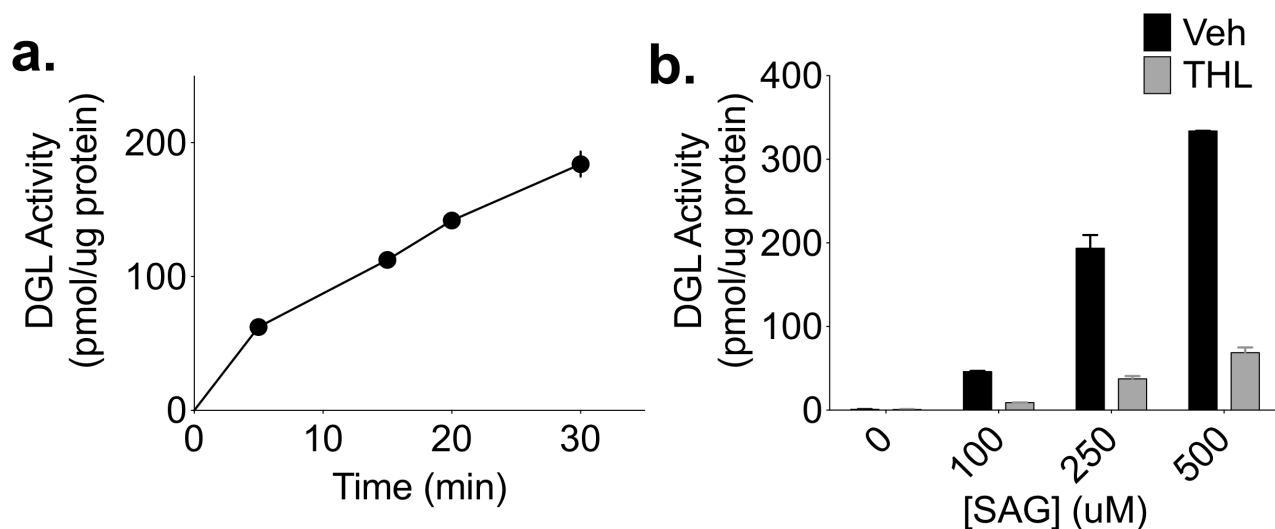 a.
DGL Activity
(pmol/ug protein)
200
100
0
0 10 20 30
Time (min)
b.
Veh
THL
DGL Activity
(pmol/ug protein)
400
300
200
100
0
0 100 250 500
[SAG] (uM)